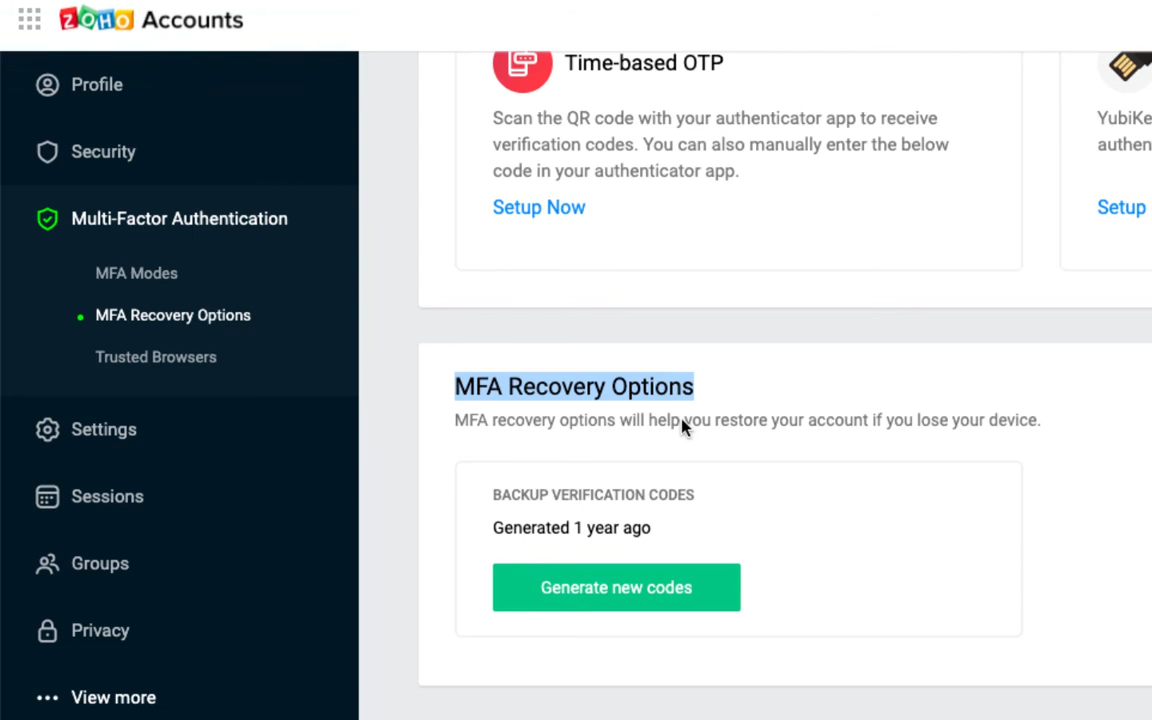 ZOHO Accounts
Profile
Security
Multi-Factor Authentication
MFA Modes
MFA Recovery Options
Trusted Browsers
Settings
Sessions
Groups
Privacy
View more
Time-based OTP
Scan the QR code with your authenticator app to receive
verification codes. You can also manually enter the below
code in your authenticator app.
Setup Now
Setup
MFA Recovery Options
MFA recovery options will help you restore your account if you lose your device.
BACKUP VERIFICATION CODES
Generated 1 year ago
Generate new codes